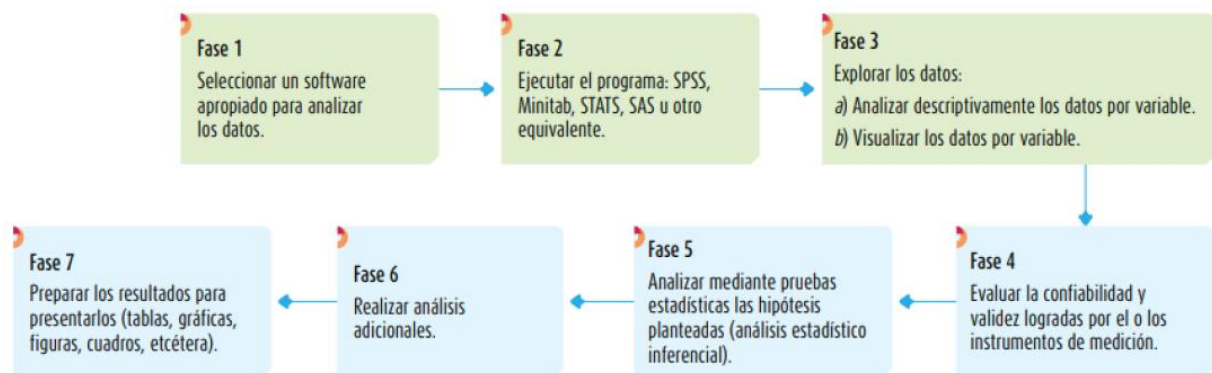 Fase 1
Seleccionar un software
apropiado para analizar
los datos.
Fase 2
Ejecutar el programa: SPSS,
Minitab, STATS, SAS u otro
equivalente.
Fase 3
Explorar los datos:
a) Analizar descriptivamente los datos por variable.
b) Visualizar los datos por variable.
Fase 4
Evaluar la confiabilidad y
validez logradas por el o los
instrumentos de medición.
Fase 5
Analizar mediante pruebas
estadísticas las hipótesis
planteadas (análisis estadístico
inferencial).
Fase 6
Realizar análisis
adicionales.
Fase 7
Preparar los resultados para
presentarlos (tablas, gráficas,
figuras, cuadros, etcétera).